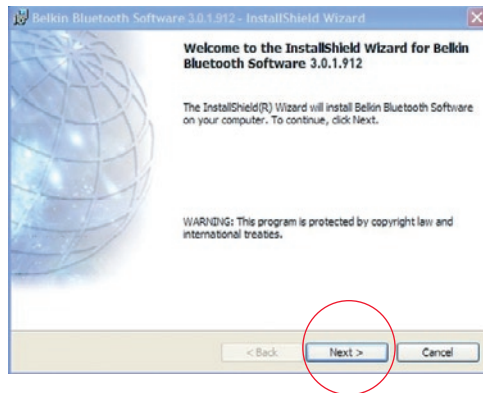 Belkin Bluetooth Software 3.0.1.912 - InstallShield Wizard
Welcome to the InstallShield Wizard for Belkin
Bluetooth Software 3.0.1.912
The InstallShield(R) Wizard will install Belkin Bluetooth Software
on your computer. To continue, click Next.
WARNING: This program is protected by copyright law and
international treaties.
< Back
Next >
Cancel